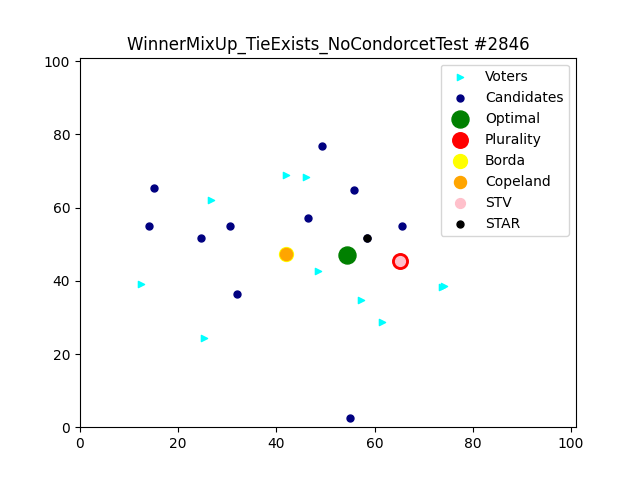 WinnerMixUp_TieExists_NoCondorcetTest #2846
100
80
60
40
20
0
0
20
40
60
80
100
Voters
Candidates
Optimal
Plurality
Borda
Copeland
STV
STAR